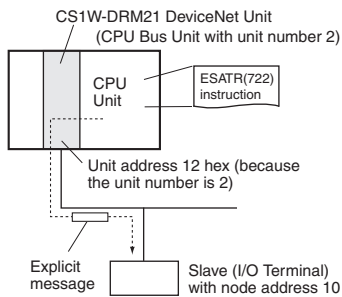 CS1W-DRM21 DeviceNet Unit
(CPU Bus Unit with unit number 2)
CPU
Unit
ESATR(722)
instruction
Unit address 12 hex (because
the unit number is 2)
Explicit
message
Slave (I/O Terminal)
with node address 10